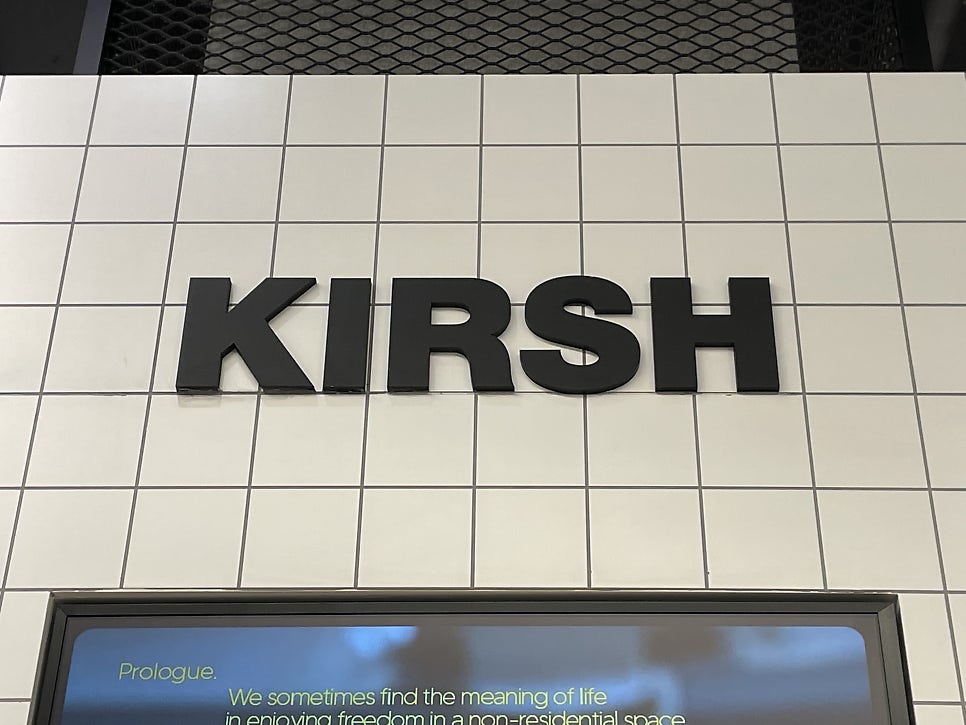 KIRSH
Prologue.
We sometimes find the meaning of life
in enjoying freedom in a non-residential space